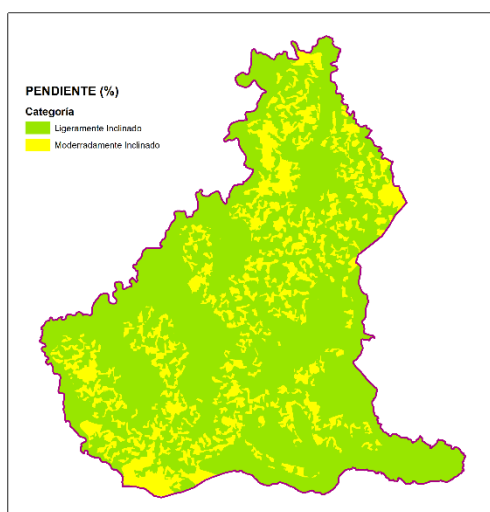 PENDIENTE (%)
Categoría
Ligeramente Inclinado
Moderradamente Inclinado